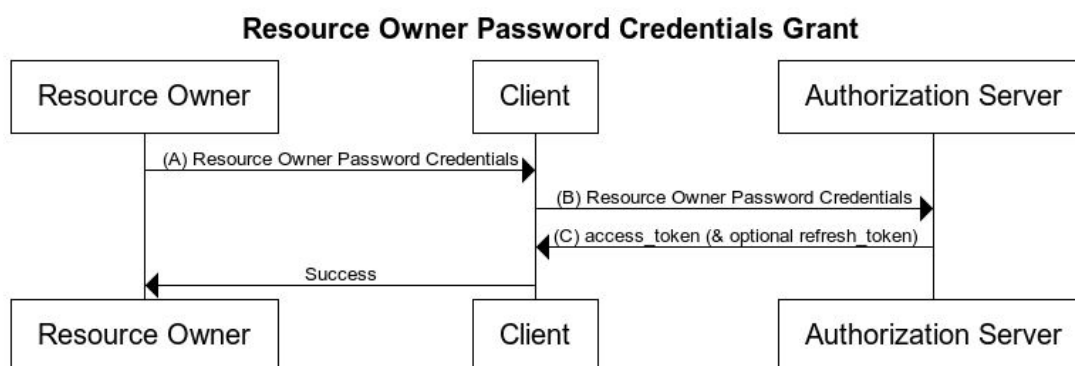 Resource Owner Password Credentials Grant
Resource Owner
Client
Authorization Server
(A) Resource Owner Password Credentials
(B) Resource Owner Password Credentials
(C) access_token (& optional refresh_token)
Success
Resource Owner
Client
Authorization Server